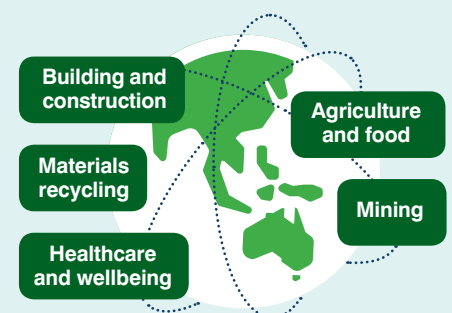 Building and
construction
Agriculture
and food
Materials
recycling
Mining
Healthcare
and wellbeing